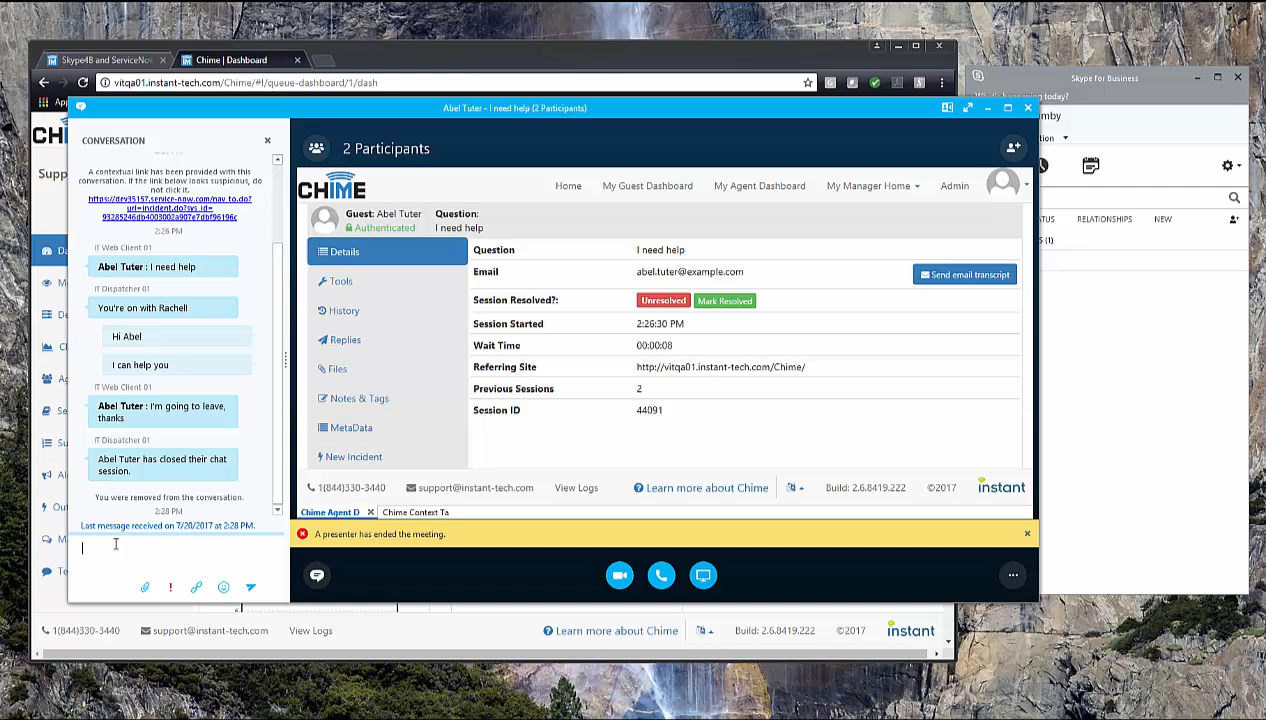 Skype4B and ServiceNo
Chime | Dashboard
vitqa01.instant-tech.com/Chime/#!/queue-dashboard/1/dash
Skype for Business
What's happening today?
Abel Tuter - I need help (2 Participants)
CONVERSATION
2 Participants
A contextual link has been provided with this
conversation. If the link below looks suspicious, do
not click it.
https://dev35157.service-now.com/nav_to.do?
url=incident.do?sys_id=
93285246db4003002a907e7dbf96196c
2:26 PM
IT Web Client 01
Abel Tuter : I need help
IT Dispatcher 01
You're on with Rachell
Hi Abel
I can help you
IT Web Client 01
Abel Tuter : I'm going to leave,
thanks
IT Dispatcher 01
Abel Tuter has closed their chat
session.
You were removed from the conversation.
2:28 PM
Last message received on 7/20/2017 at 2:28 PM.
CHIME
Home
My Guest Dashboard
My Agent Dashboard
My Manager Home
Admin
Guest: Abel Tuter
Authenticated
Question:
I need help
Details
Tools
History
Replies
Files
Notes & Tags
MetaData
New Incident
Question I need help
Email abel.tuter@example.com
Send email transcript
Session Resolved?: Unresolved Mark Resolved
Session Started 2:26:30 PM
Wait Time 00:00:08
Referring Site http://vitqa01.instant-tech.com/Chime/
Previous Sessions 2
Session ID 44091
1(844)330-3440
support@instant-tech.com
View Logs
Learn more about Chime
Build: 2.6.8419.222
©2017
instant
Chime Agent D
Chime Context Ta
A presenter has ended the meeting.
RELATIONSHIPS
NEW
(1)
1(844)330-3440
support@instant-tech.com
View Logs
Learn more about Chime
Build: 2.6.8419.222
©2017
instant